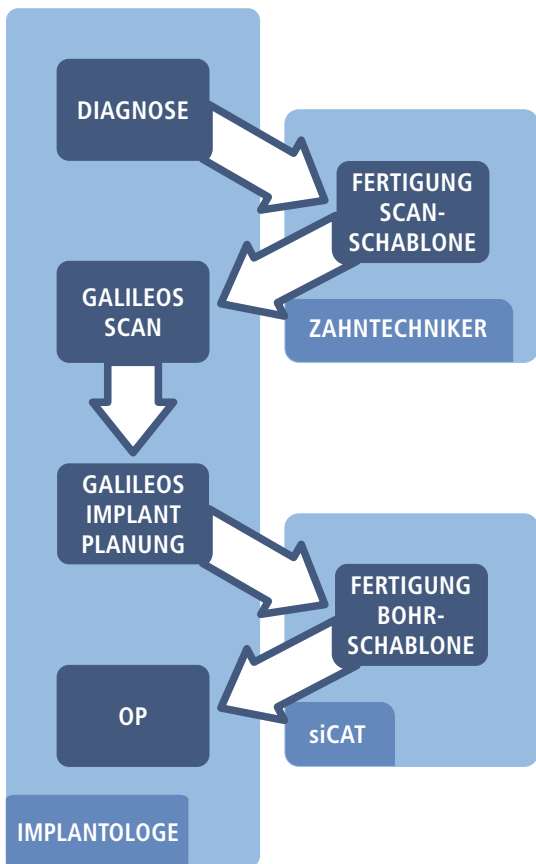 DIAGNOSE
FERTIGUNG
SCAN-
SCHABLONE
ZAHNTECHNIKER
GALILEOS
SCAN
GALILEOS
IMPLANT
PLANUNG
FERTIGUNG
BOHR-
SCHABLONE
siCAT
OP
IMPLANTOLOGE